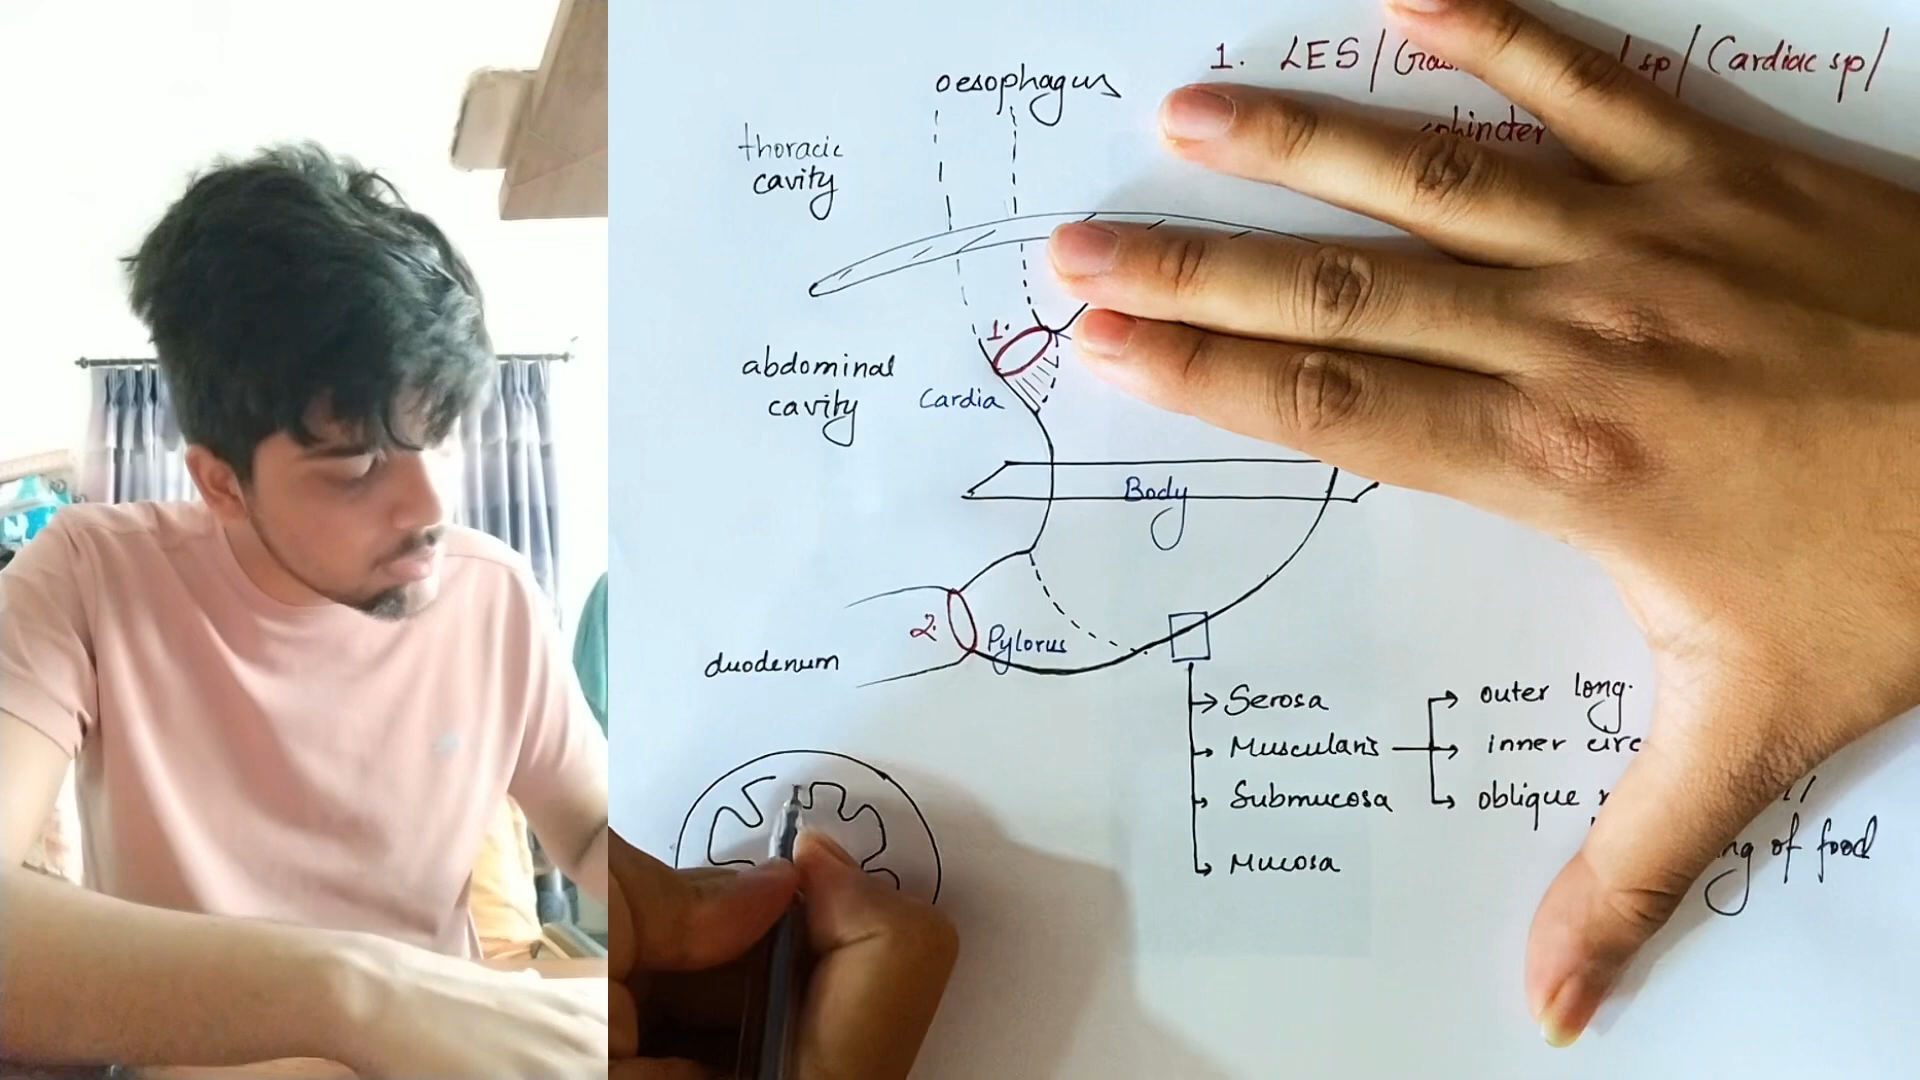 1. LES/ sp/ Cardiac sp/
oesophagus
thoracic
cavity
1.
abdominal
cavity
Cardia
Body
2.
Pylorus
duodenum
Serosa
Muscularis
Submucosa
Mucosa
outer long.
inner circ
oblique
of food